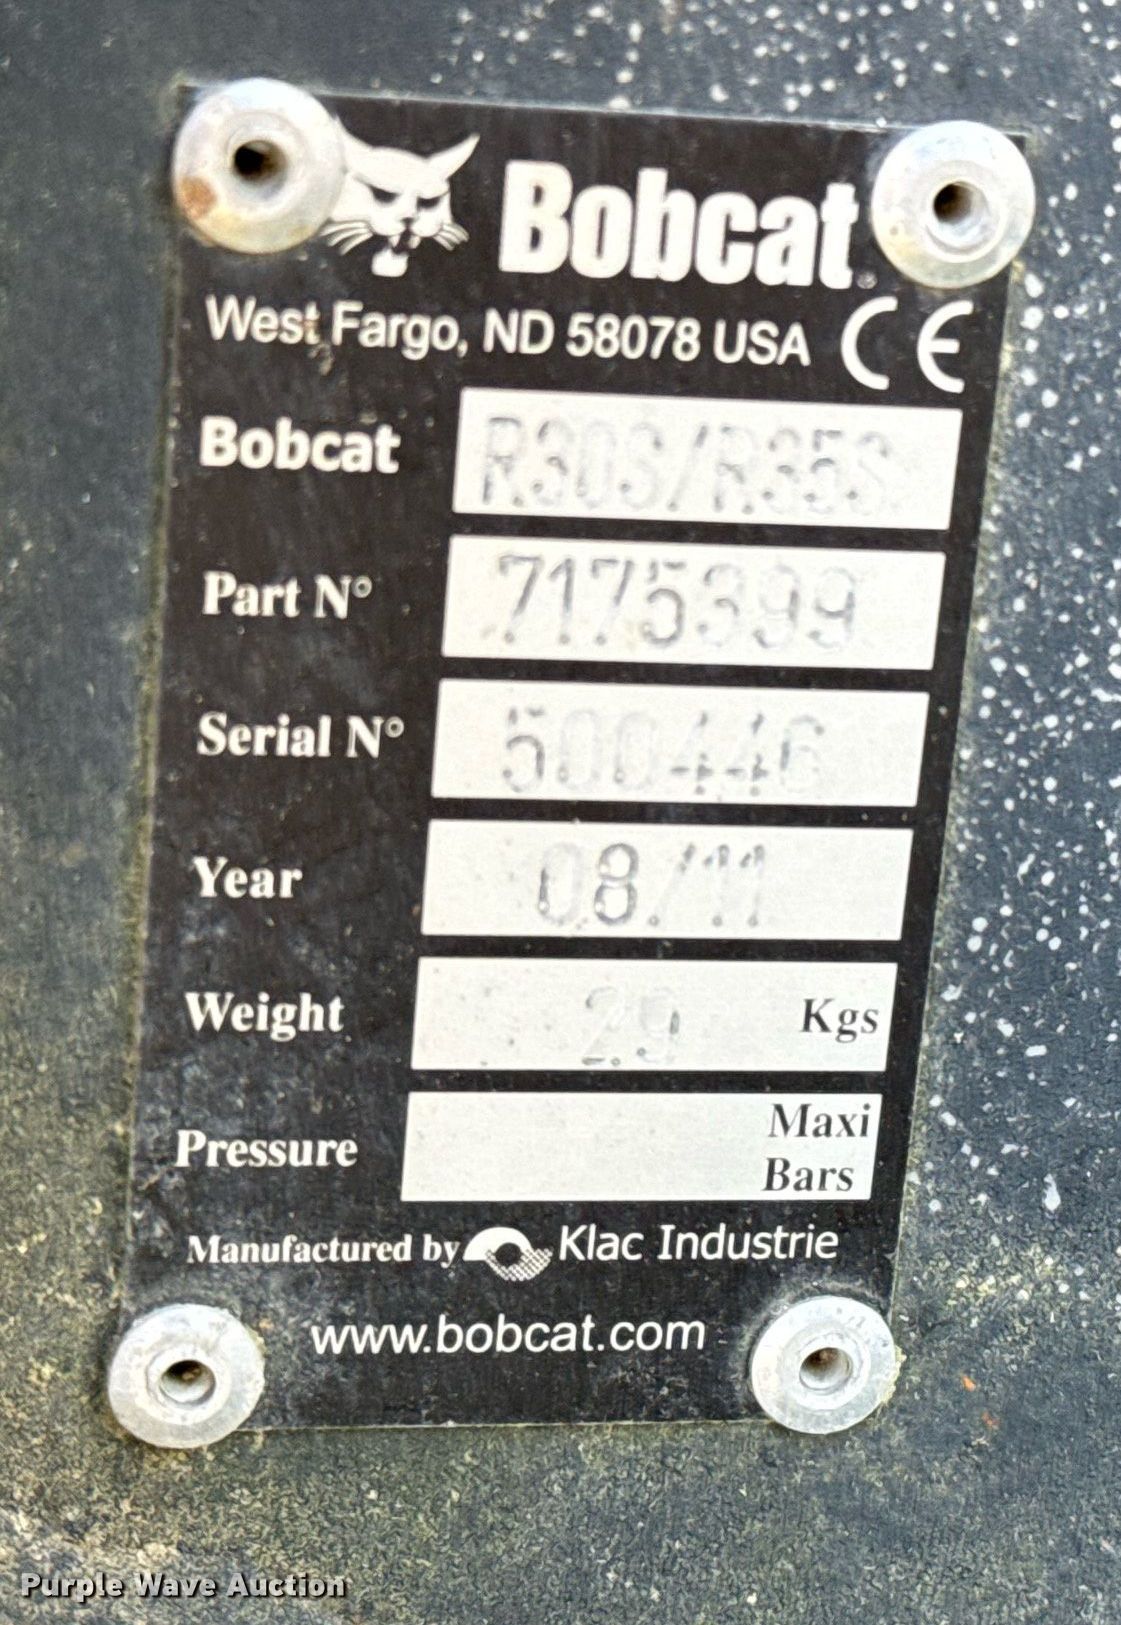 Bobcat
West Fargo, ND 58078 USA CE
Bobcat R30S/R35S
Part N° 7175399
Serial N° 500446
Year 08/11
Weight 29 Kgs
Pressure Maxi
Bars
Manufactured by Klac Industrie
www.bobcat.com
Purple Wave Auction